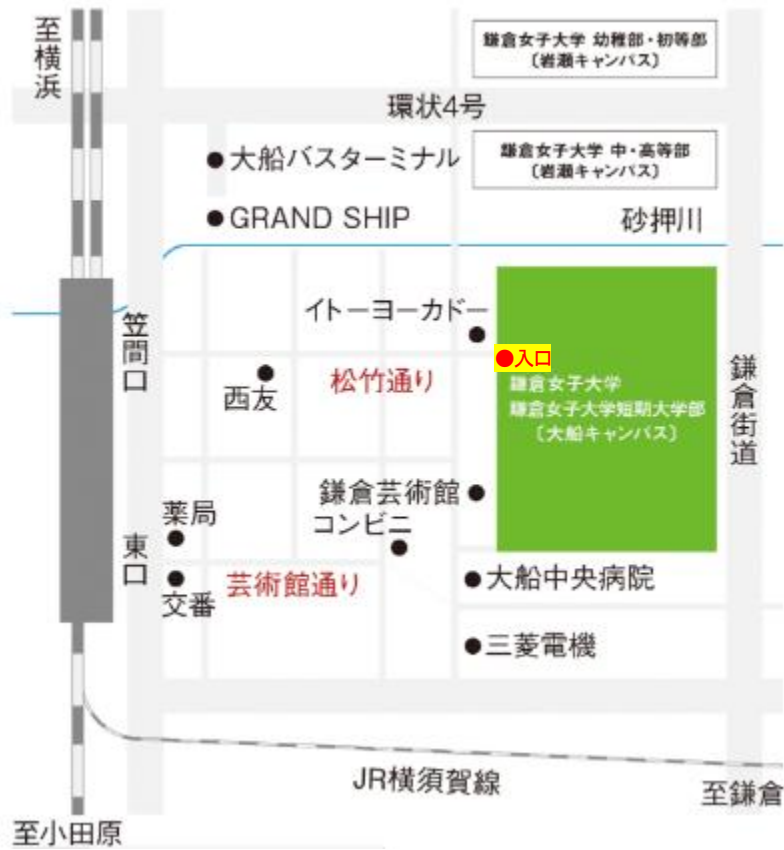 至横浜
鎌倉女子大学 幼稚部・初等部
〔岩瀬キャンパス〕
環状4号
大船バスターミナル
鎌倉女子大学 中・高等部
〔岩瀬キャンパス〕
GRAND SHIP
砂押川
イトーヨーカドー
笠間口
入口
松竹通り
西友
鎌倉女子大学
鎌倉女子大学短期大学部
〔大船キャンパス〕
鎌倉街道
鎌倉芸術館
コンビニ
薬局
東口
交番
芸術館通り
大船中央病院
三菱電機
JR横須賀線
至鎌倉
至小田原